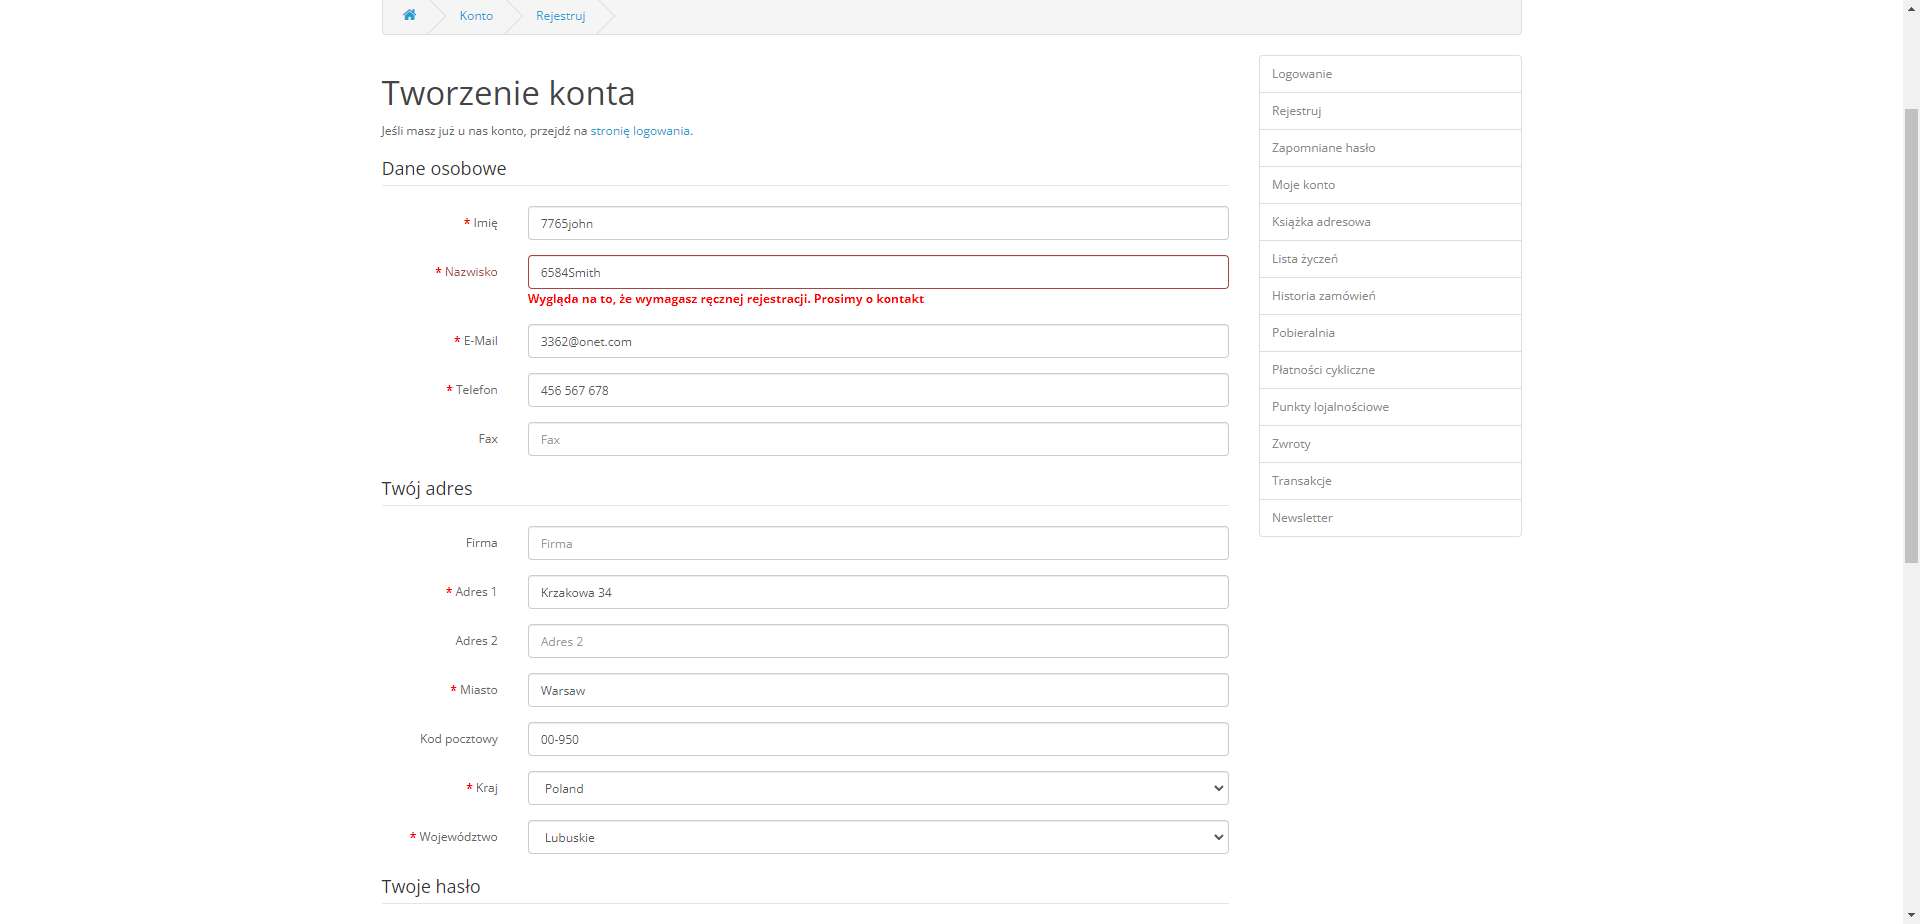 Konto
Rejestruj
Tworzenie konta
Jeśli masz już u nas konto, przejdź na stronię logowania.
Dane osobowe
* Imię
7765john
* Nazwisko
6584Smith
Wygląda na to, że wymagasz ręcznej rejestracji. Prosimy o kontakt
* E-Mail
3362@onet.com
* Telefon
456 567 678
Fax
Fax
Twój adres
Firma
Firma
* Adres 1
Krzakowa 34
Adres 2
Adres 2
* Miasto
Warsaw
Kod pocztowy
00-950
* Kraj
Poland
* Województwo
Lubuskie
Twoje hasło
Logowanie
Rejestruj
Zapomniane hasło
Moje konto
Książka adresowa
Lista życzeń
Historia zamówień
Pobieralnia
Płatności cykliczne
Punkty lojalnościowe
Zwroty
Transakcje
Newsletter